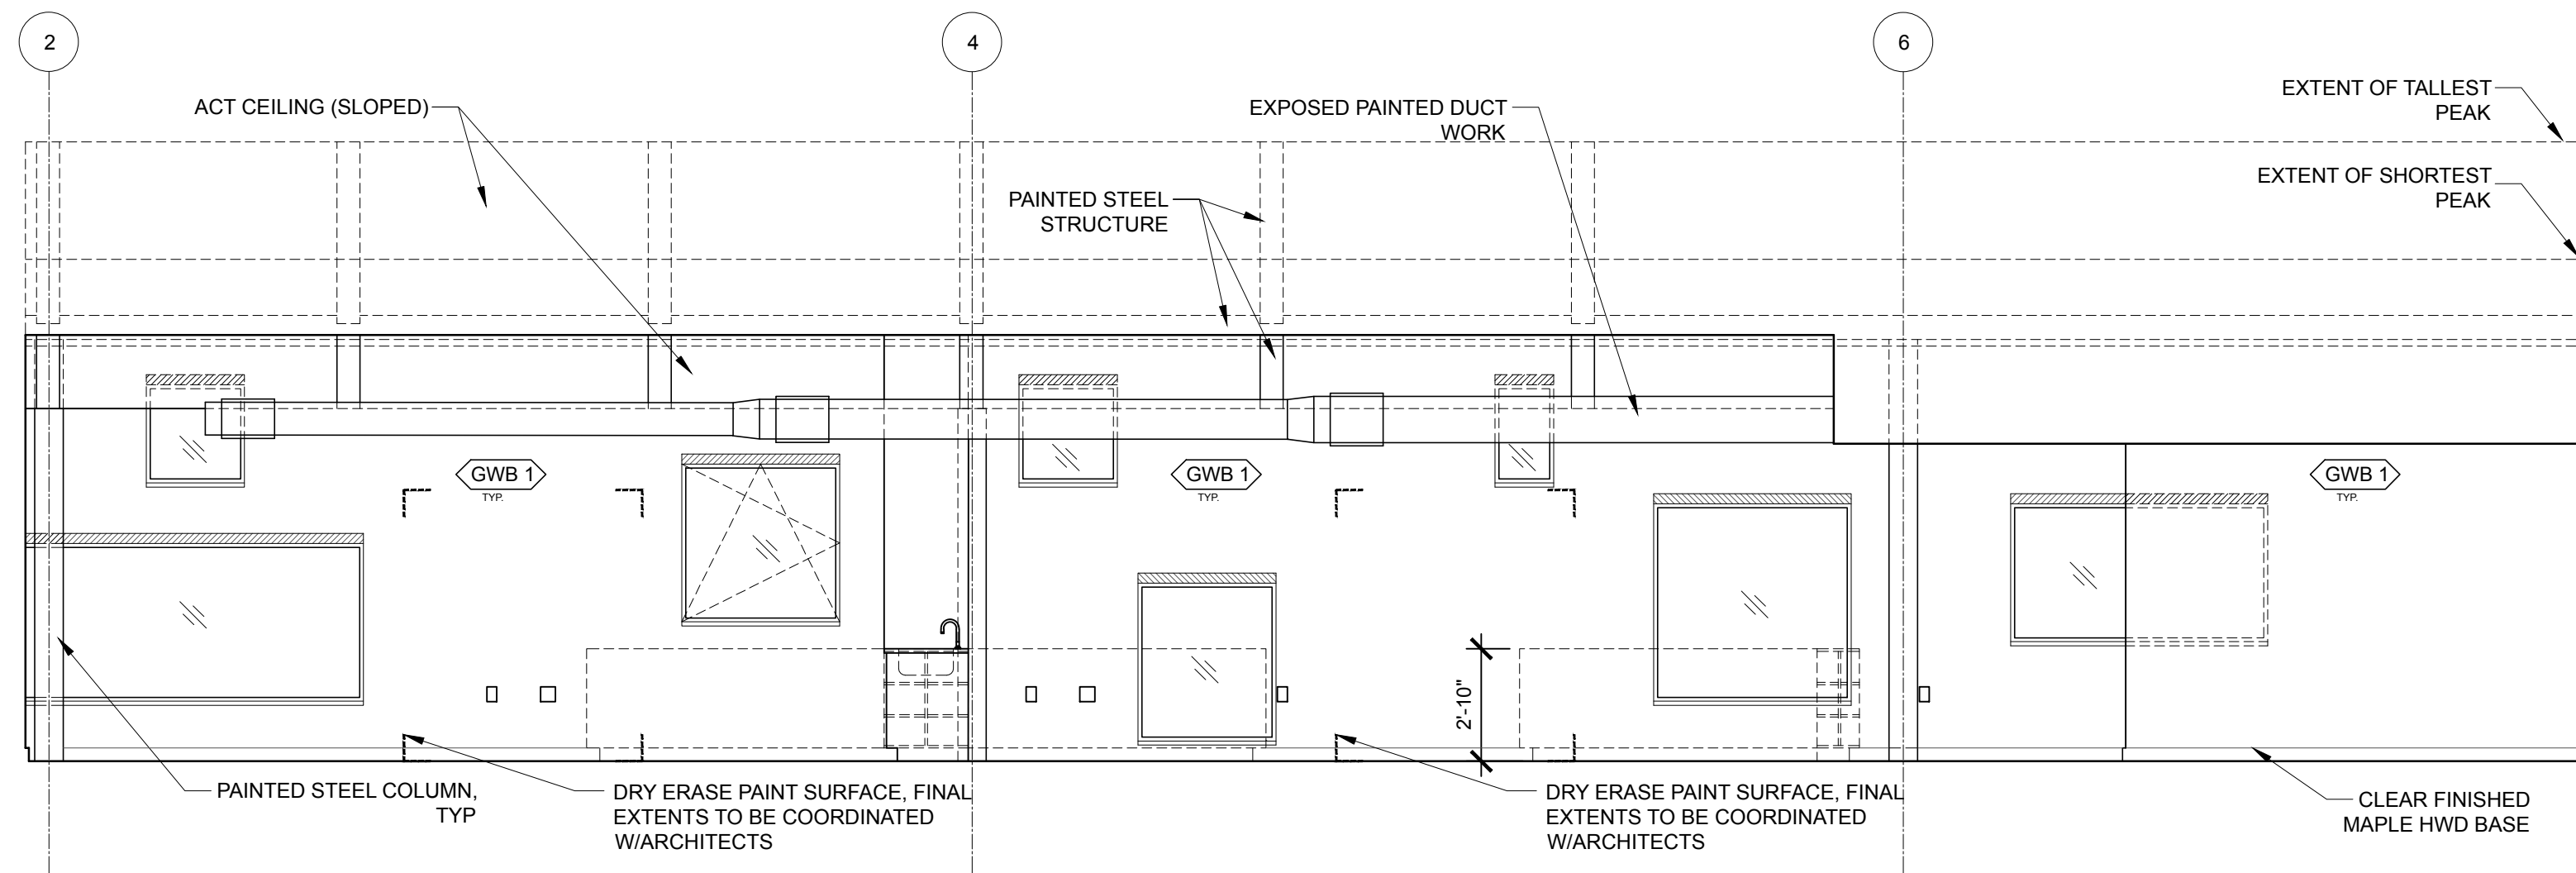 2
4
6
ACT CEILING (SLOPED)
EXPOSED PAINTED DUCT
WORK
EXTENT OF TALLEST
PEAK
PAINTED STEEL
STRUCTURE
EXTENT OF SHORTEST
PEAK
GWB 1
TYP.
GWB 1
TYP.
GWB 1
TYP.
2'-10"
PAINTED STEEL COLUMN,
TYP
DRY ERASE PAINT SURFACE, FINAL
EXTENTS TO BE COORDINATED
W/ARCHITECTS
DRY ERASE PAINT SURFACE, FINAL
EXTENTS TO BE COORDINATED
W/ARCHITECTS
CLEAR FINISHED
MAPLE HWD BASE